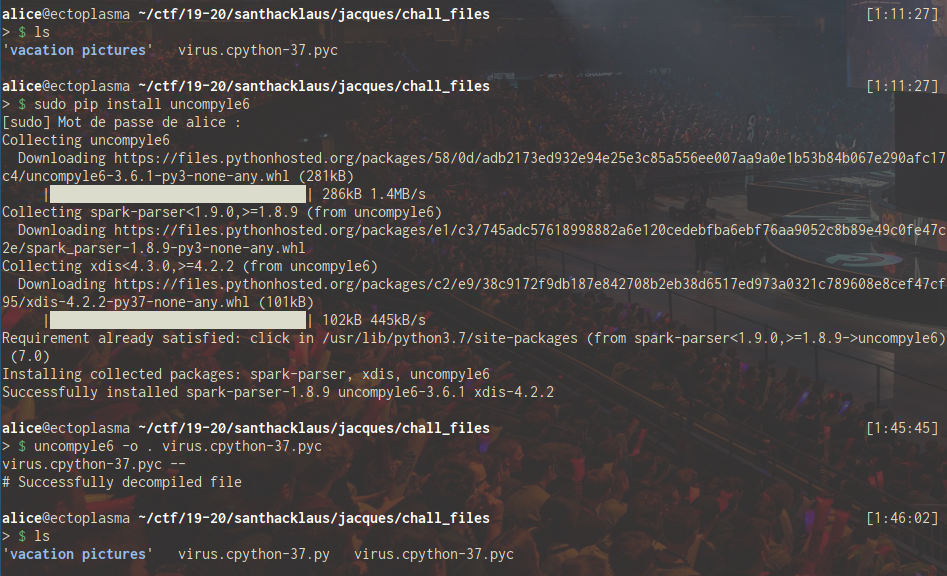 alice@ectoplasma ~/ctf/19-20/santhacklaus/jacques/chall_files [1:11:27]
> $ ls
'vacation pictures'   virus.cpython-37.pyc
alice@ectoplasma ~/ctf/19-20/santhacklaus/jacques/chall_files [1:11:27]
> $ sudo pip install uncompyle6
[sudo] Mot de passe de alice :
Collecting uncompyle6
  Downloading https://files.pythonhosted.org/packages/58/0d/adb2173ed932e94e25e3c85a556ee007aa9a0e1b53b84b067e290afc17
c4/uncompyle6-3.6.1-py3-none-any.whl (281kB)
     |                                | 286kB 1.4MB/s
Collecting spark-parser<1.9.0,>=1.8.9 (from uncompyle6)
  Downloading https://files.pythonhosted.org/packages/e1/c3/745adc57618998882a6e120cedebfba6ebf76aa9052c8b89e49c0fe47c
2e/spark_parser-1.8.9-py3-none-any.whl
Collecting xdis<4.3.0,>=4.2.2 (from uncompyle6)
  Downloading https://files.pythonhosted.org/packages/c2/e9/38c9172f9db187e842708b2eb38d6517ed973a0321c789608e8cef47cf
95/xdis-4.2.2-py37-none-any.whl (101kB)
     |                                | 102kB 445kB/s
Requirement already satisfied: click in /usr/lib/python3.7/site-packages (from spark-parser<1.9.0,>=1.8.9->uncompyle6)
 (7.0)
Installing collected packages: spark-parser, xdis, uncompyle6
Successfully installed spark-parser-1.8.9 uncompyle6-3.6.1 xdis-4.2.2
alice@ectoplasma ~/ctf/19-20/santhacklaus/jacques/chall_files [1:45:45]
> $ uncompyle6 -o . virus.cpython-37.pyc
virus.cpython-37.pyc --
# Successfully decompiled file
alice@ectoplasma ~/ctf/19-20/santhacklaus/jacques/chall_files [1:46:02]
> $ ls
'vacation pictures'   virus.cpython-37.py   virus.cpython-37.pyc